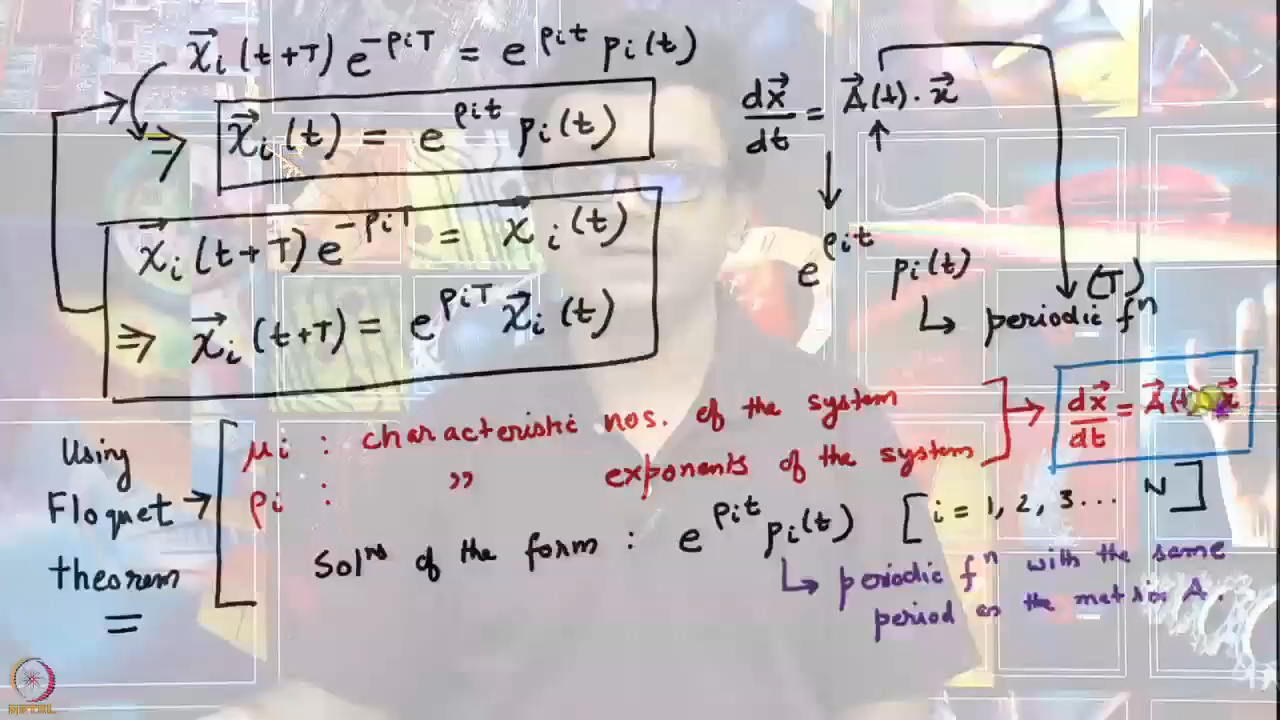 x⃗ᵢ(t+T) e^{-ρᵢT} = e^{ρᵢt} pᵢ(t)
⇒ x⃗ᵢ(t) = e^{ρᵢt} pᵢ(t)
x⃗ᵢ(t+T) e^{-ρᵢT} = x⃗ᵢ(t)
⇒ x⃗ᵢ(t+T) = e^{ρᵢT} x⃗ᵢ(t)
dx⃗/dt = A⃗(t) . x⃗
e^{ρᵢt} pᵢ(t)
(T)
↳ periodic fⁿ
Using
Floquet →
theorem
=
μᵢ : characteristic nos. of the system
ρᵢ : ,, exponents of the system
→ dx⃗/dt = A⃗(t) x⃗
Solⁿˢ of the form : e^{ρᵢt} pᵢ(t) [i = 1, 2, 3... N]
↳ periodic fⁿ with the same
period as the matrix A.
NPTEL